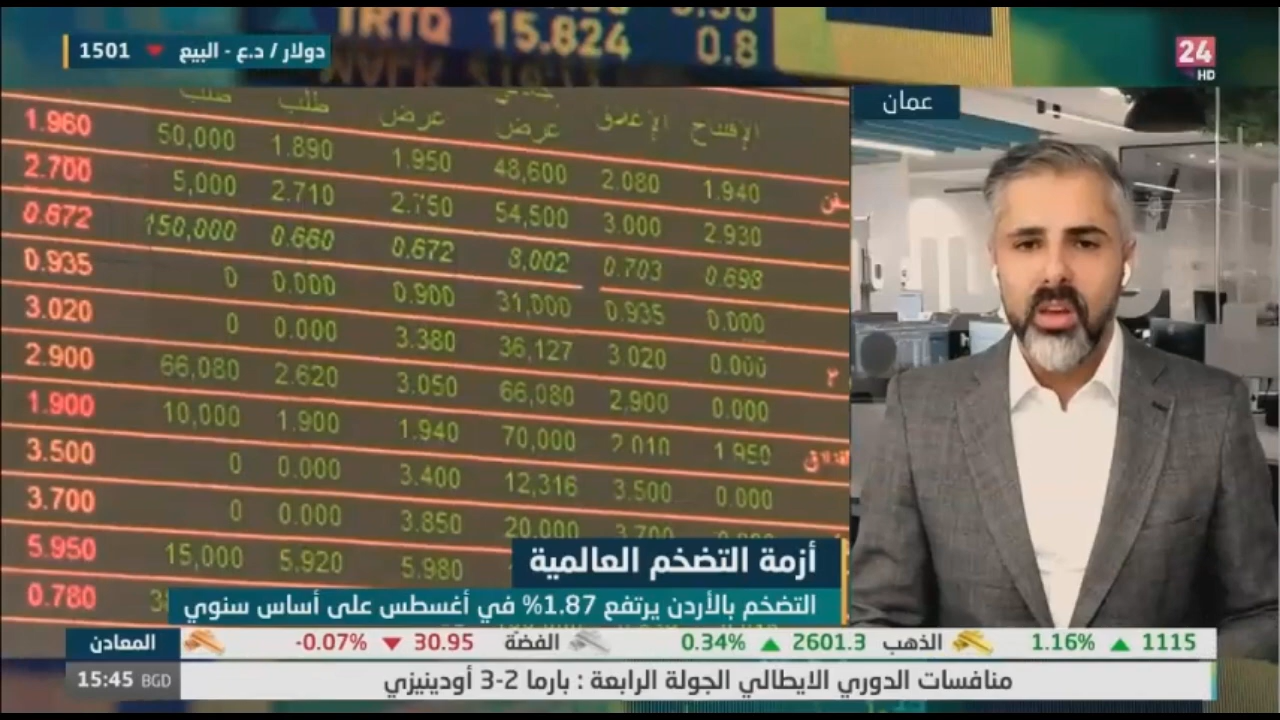 TRTQ 15.824 0.8
دولار / د.ع - البيع 1501
24
HD
عمان
طلب عرض عرض الإغلاق الإفتتاح
1.960 50,000 1.890 1.950 48,600 2.080 1.940
2.700 5,000 2.710 2.750 54,500 3.000 2.930
0.672 150,000 0.660 0.672 8,002 0.703 0.698
0.935 0 0.000 0.900 31,000 0.935 0.000
3.020 0 0.000 3.380 36,127 3.020 0.000
2.900 66,080 2.620 3.050 66,080 2.900 0.000
1.900 10,000 1.900 1.940 70,000 2.010 1.950
3.500 0 0.000 3.400 12,316 3.500 0.000
3.700 0 0.000 3.850 20,000 3.700
5.950 15,000 5.920 5.980
0.780
أزمة التضخم العالمية
التضخم بالأردن يرتفع 1.87% في أغسطس على أساس سنوي
1115 1.16% الذهب 2601.3 0.34% الفضة 30.95 -0.07% المعادن
منافسات الدوري الايطالي الجولة الرابعة : بارما 2-3 أودينيزي
15:45 BGD